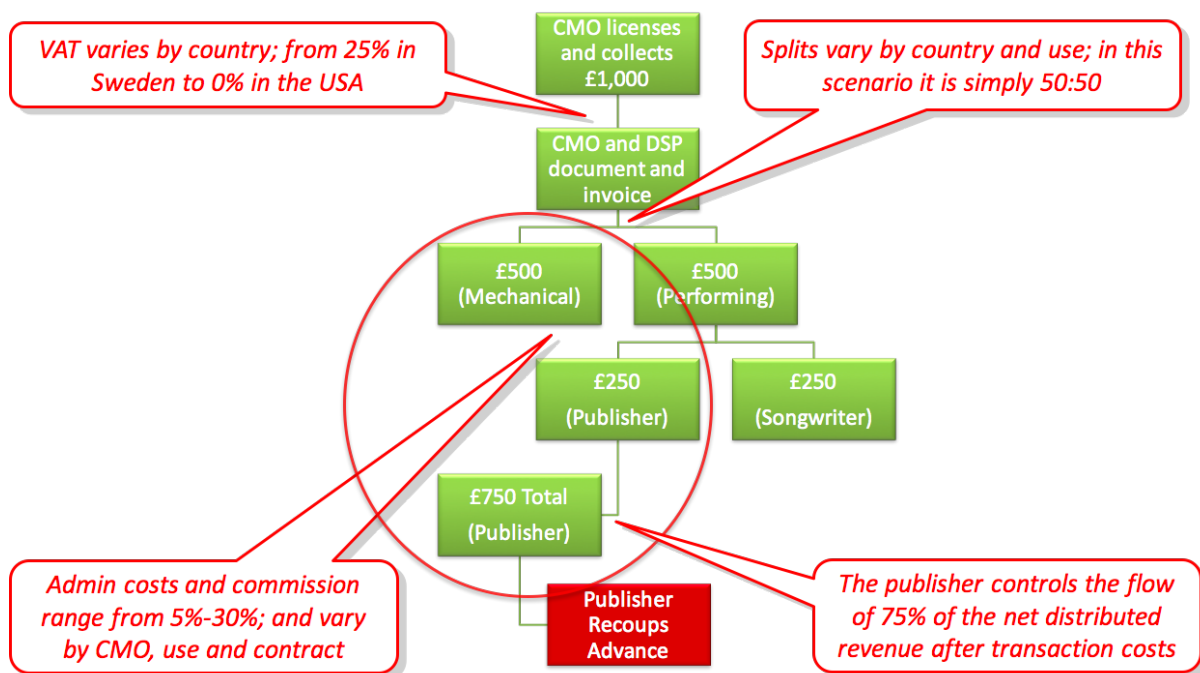 CMO licenses
and collects
£1,000
VAT varies by country; from 25% in
Sweden to 0% in the USA
Splits vary by country and use; in this
scenario it is simply 50:50
CMO and DSP
document and
invoice
£500
(Mechanical)
£500
(Performing)
£250
(Publisher)
£250
(Songwriter)
£750 Total
(Publisher)
Admin costs and commission
range from 5%-30%; and vary
by CMO, use and contract
Publisher
Recoups
Advance
The publisher controls the flow
of 75% of the net distributed
revenue after transaction costs